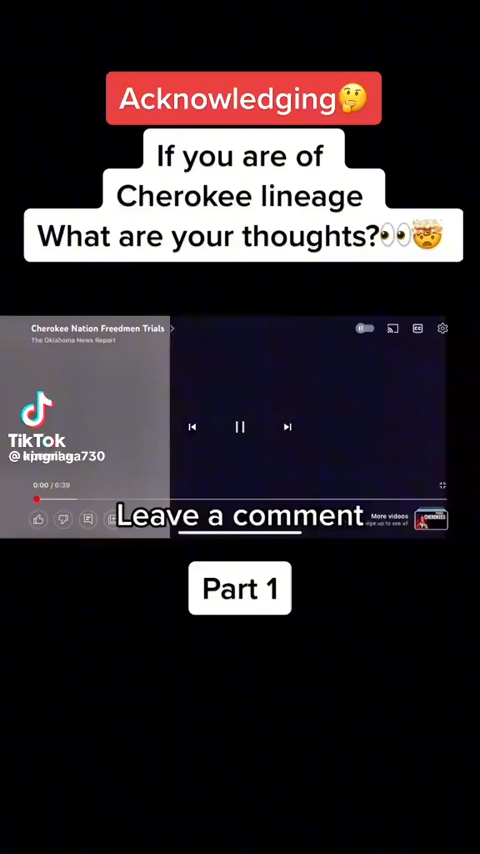 Acknowledging🤔
If you are of
Cherokee lineage
What are your thoughts?👀🤯
Cherokee Nation Freedmen Trials
The Oklahoma News Report
CC
TikTok
0:00 / 6:39
Leave a comment
More videos
Part 1